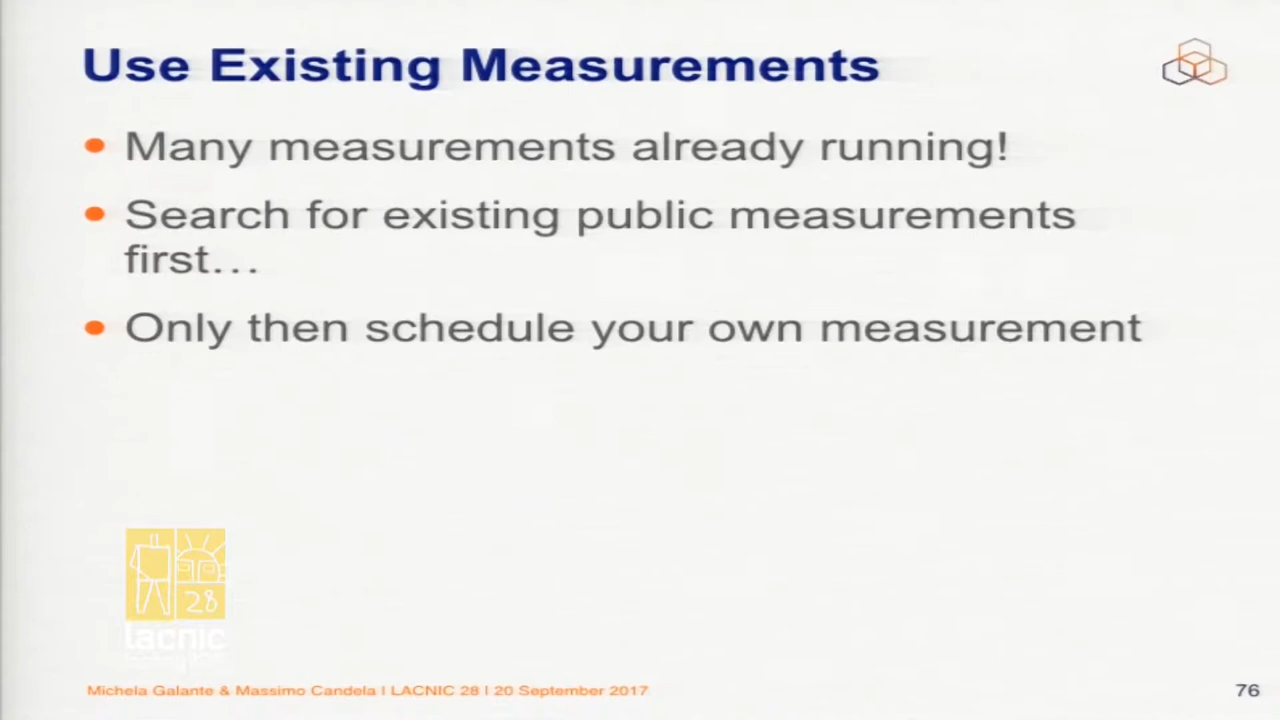 Use Existing Measurements
• Many measurements already running!
• Search for existing public measurements
first...
• Only then schedule your own measurement
28
lacnic
Michela Galante & Massimo Candela | LACNIC 28 | 20 September 2017
76